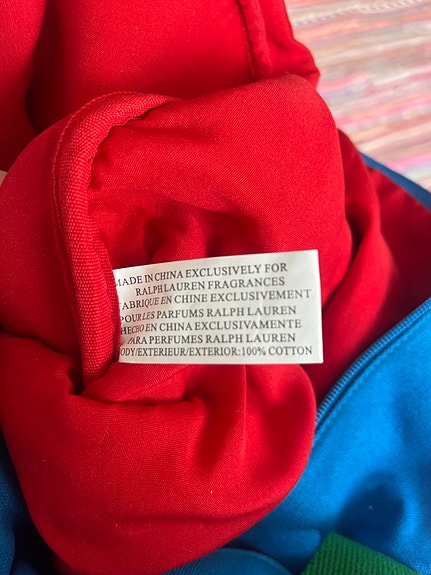 MADE IN CHINA EXCLUSIVELY FOR
RALPH LAUREN FRAGRANCES
FABRIQUE EN CHINE EXCLUSIVEMENT
POUR LES PARFUMS RALPH LAUREN
HECHO EN CHINA EXCLUSIVAMENTE
PARA PERFUMES RALPH LAUREN
BODY/EXTERIEUR/EXTERIOR:100% COTTON